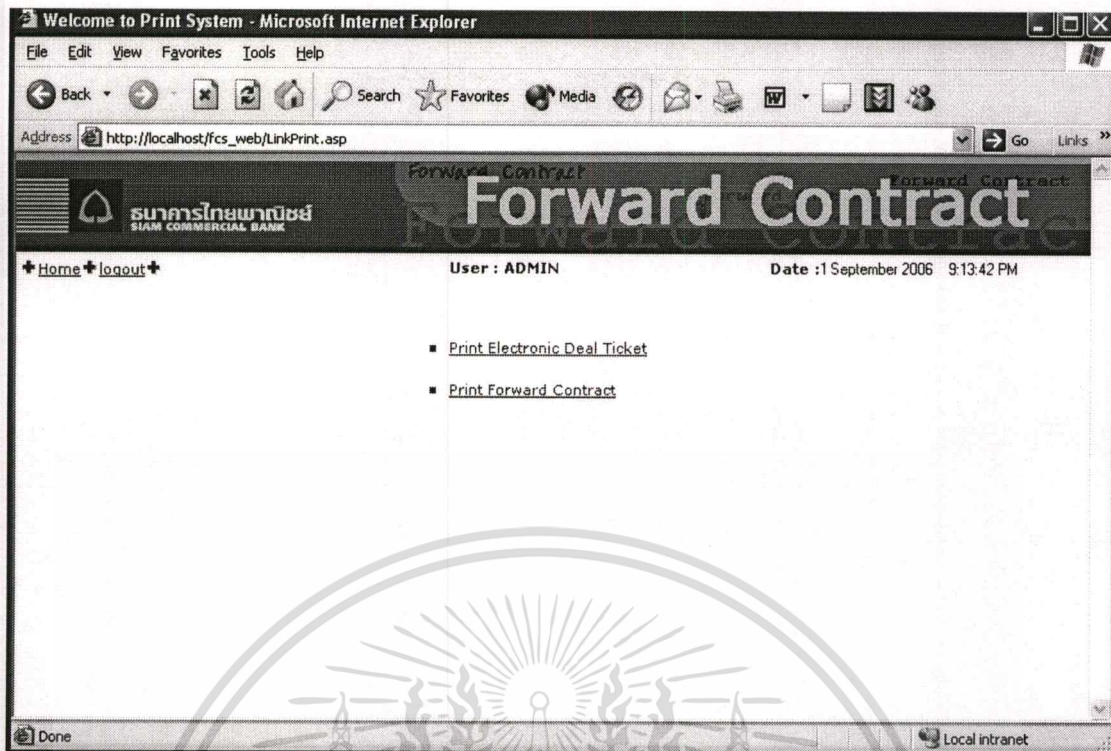 Welcome to Print System - Microsoft Internet Explorer
File Edit View Favorites Tools Help
Back Search Favorites Media
Address http://localhost/fcs_web/LinkPrint.asp Go Links »
ธนาคารไทยพาณิชย์
SIAM COMMERCIAL BANK
Forward Contract
Forward Contract
Forward Contract
Forward Contrac
Home logout User : ADMIN Date :1 September 2006 9:13:42 PM
Print Electronic Deal Ticket
Print Forward Contract
Done Local intranet